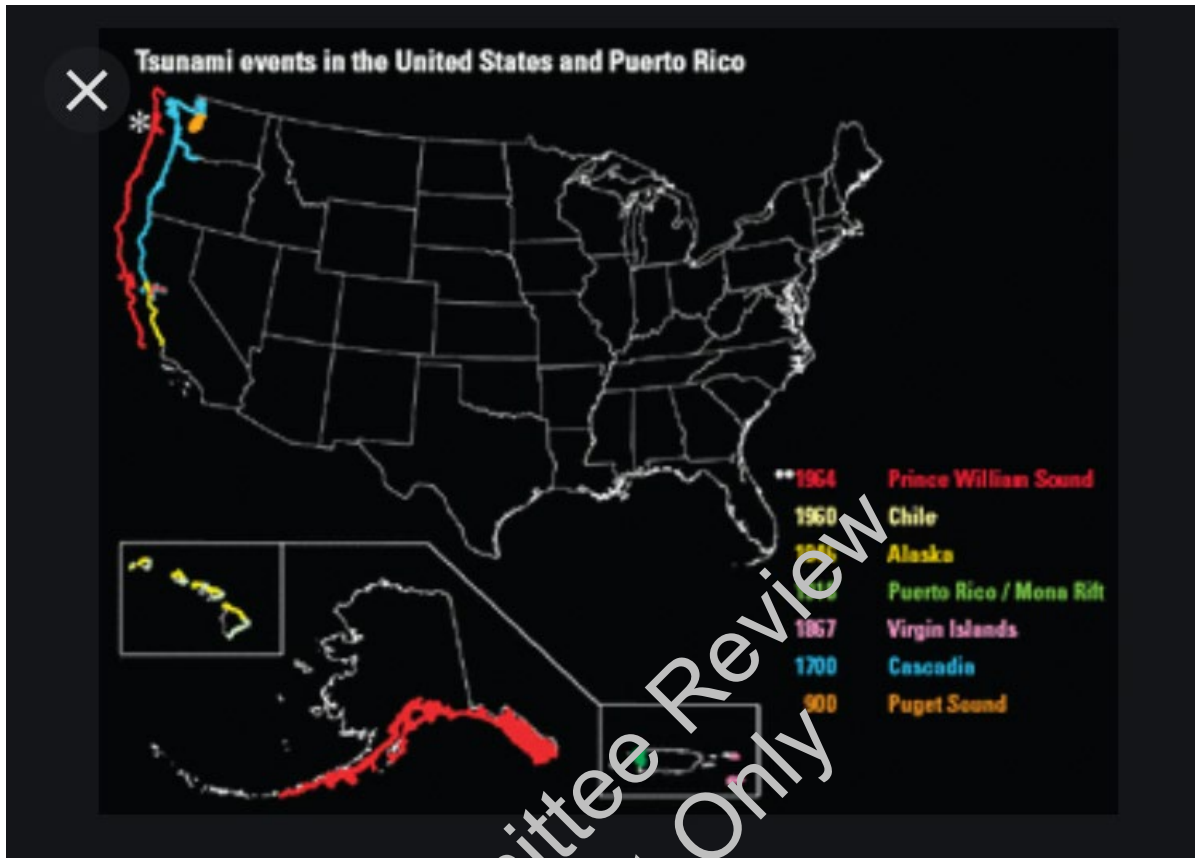 Tsunami events in the United States and Puerto Rico
*
**1964 Prince William Sound
1960 Chile
Alaska
Puerto Rico / Mona Rift
1867 Virgin Islands
1700 Cascadia
900 Puget Sound
Review
Only